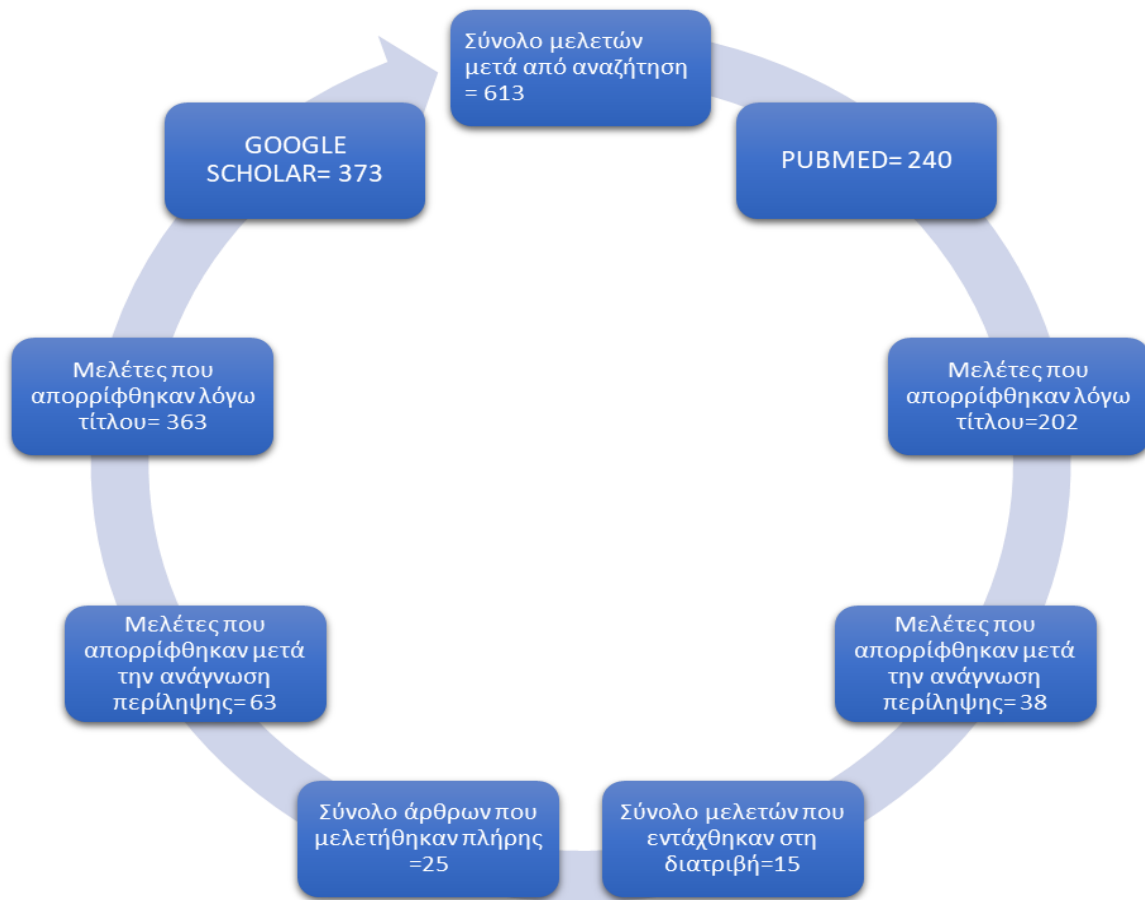 Σύνολο μελετών
μετά από αναζήτηση
= 613
PUBMED= 240
Μελέτες που
απορρίφθηκαν λόγω
τίτλου=202
Μελέτες που
απορρίφθηκαν μετά
την ανάγνωση
περίληψης= 38
Σύνολο μελετών που
εντάχθηκαν στη
διατριβή=15
Σύνολο άρθρων που
μελετήθηκαν πλήρης
=25
Μελέτες που
απορρίφθηκαν μετά
την ανάγνωση
περίληψης= 63
Μελέτες που
απορρίφθηκαν λόγω
τίτλου= 363
GOOGLE
SCHOLAR= 373